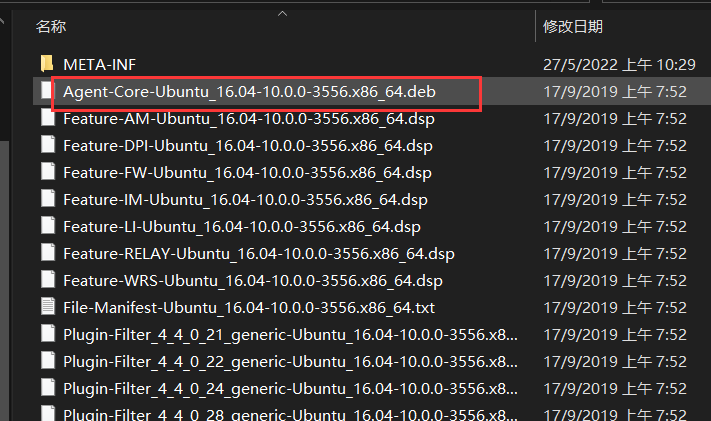 名称 修改日期
META-INF 27/5/2022 上午 10:29
Agent-Core-Ubuntu_16.04-10.0.0-3556.x86_64.deb 17/9/2019 上午 7:52
Feature-AM-Ubuntu_16.04-10.0.0-3556.x86_64.dsp 17/9/2019 上午 7:52
Feature-DPI-Ubuntu_16.04-10.0.0-3556.x86_64.dsp 17/9/2019 上午 7:52
Feature-FW-Ubuntu_16.04-10.0.0-3556.x86_64.dsp 17/9/2019 上午 7:52
Feature-IM-Ubuntu_16.04-10.0.0-3556.x86_64.dsp 17/9/2019 上午 7:52
Feature-LI-Ubuntu_16.04-10.0.0-3556.x86_64.dsp 17/9/2019 上午 7:52
Feature-RELAY-Ubuntu_16.04-10.0.0-3556.x86_64.dsp 17/9/2019 上午 7:52
Feature-WRS-Ubuntu_16.04-10.0.0-3556.x86_64.dsp 17/9/2019 上午 7:52
File-Manifest-Ubuntu_16.04-10.0.0-3556.x86_64.txt 17/9/2019 上午 7:52
Plugin-Filter_4_4_0_21_generic-Ubuntu_16.04-10.0.0-3556.x8... 17/9/2019 上午 7:52
Plugin-Filter_4_4_0_22_generic-Ubuntu_16.04-10.0.0-3556.x8... 17/9/2019 上午 7:52
Plugin-Filter_4_4_0_24_generic-Ubuntu_16.04-10.0.0-3556.x8... 17/9/2019 上午 7:52
Plugin-Filter_4_4_0_28_generic-Ubuntu_16.04-10.0.0-3556.x8... 17/9/2019 上午 7:52